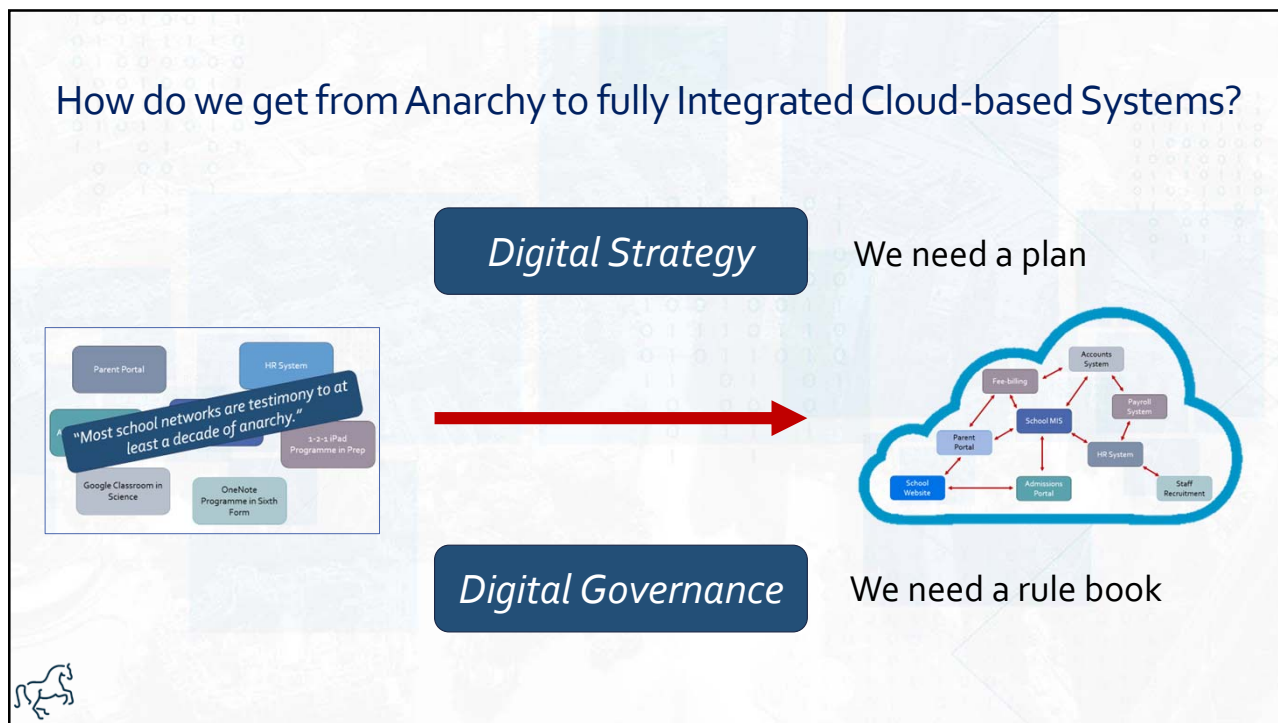 How do we get from Anarchy to fully Integrated Cloud-based Systems?
Digital Strategy
We need a plan
Parent Portal
HR System
"Most school networks are testimony to at
least a decade of anarchy."
1-2-1 iPad
Programme in Prep
Google Classroom in
Science
OneNote
Programme in Sixth
Form
Accounts
System
Fee-billing
Payroll
System
School MIS
Parent
Portal
HR System
School
Website
Admissions
Portal
Staff
Recruitment
Digital Governance
We need a rule book